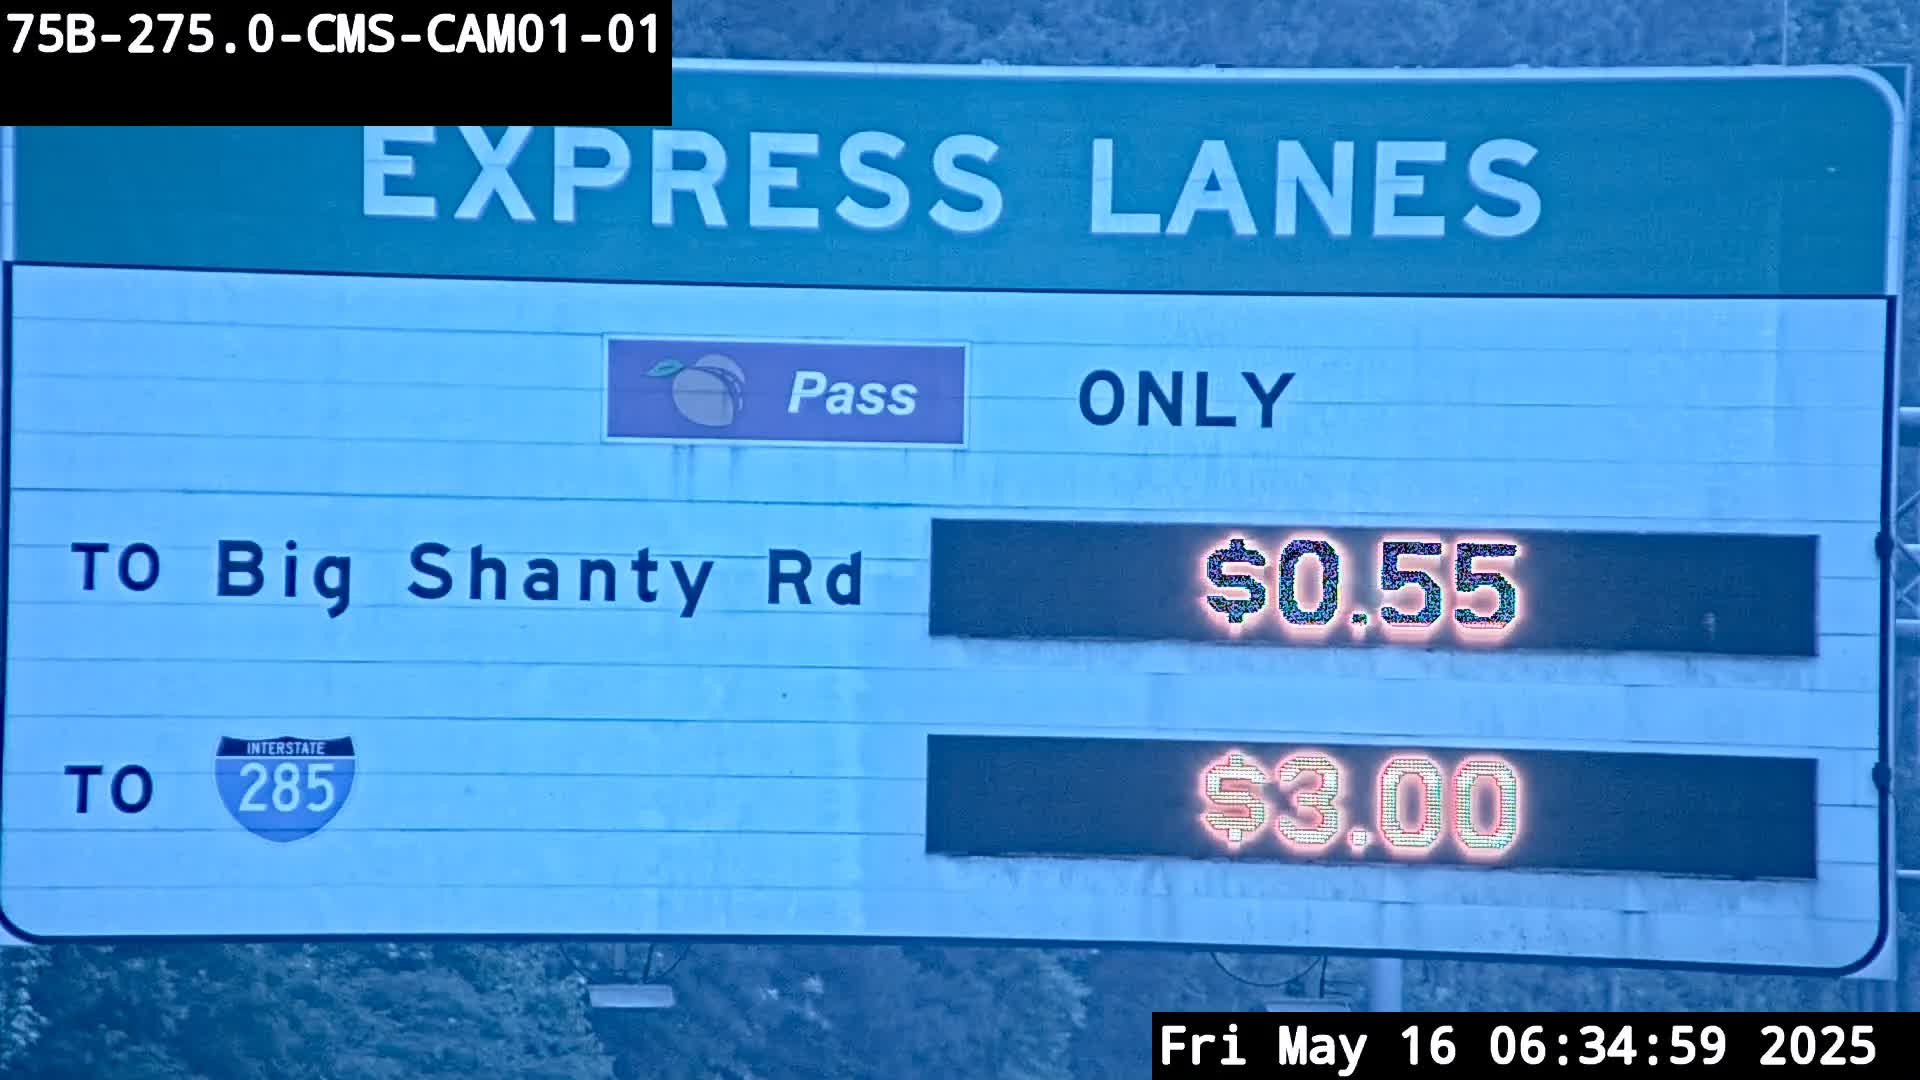 75B-275.0-CMS-CAM01-01
EXPRESS LANES
Pass ONLY
TO Big Shanty Rd $0.55
TO INTERSTATE 285 $3.00
Fri May 16 06:34:59 2025